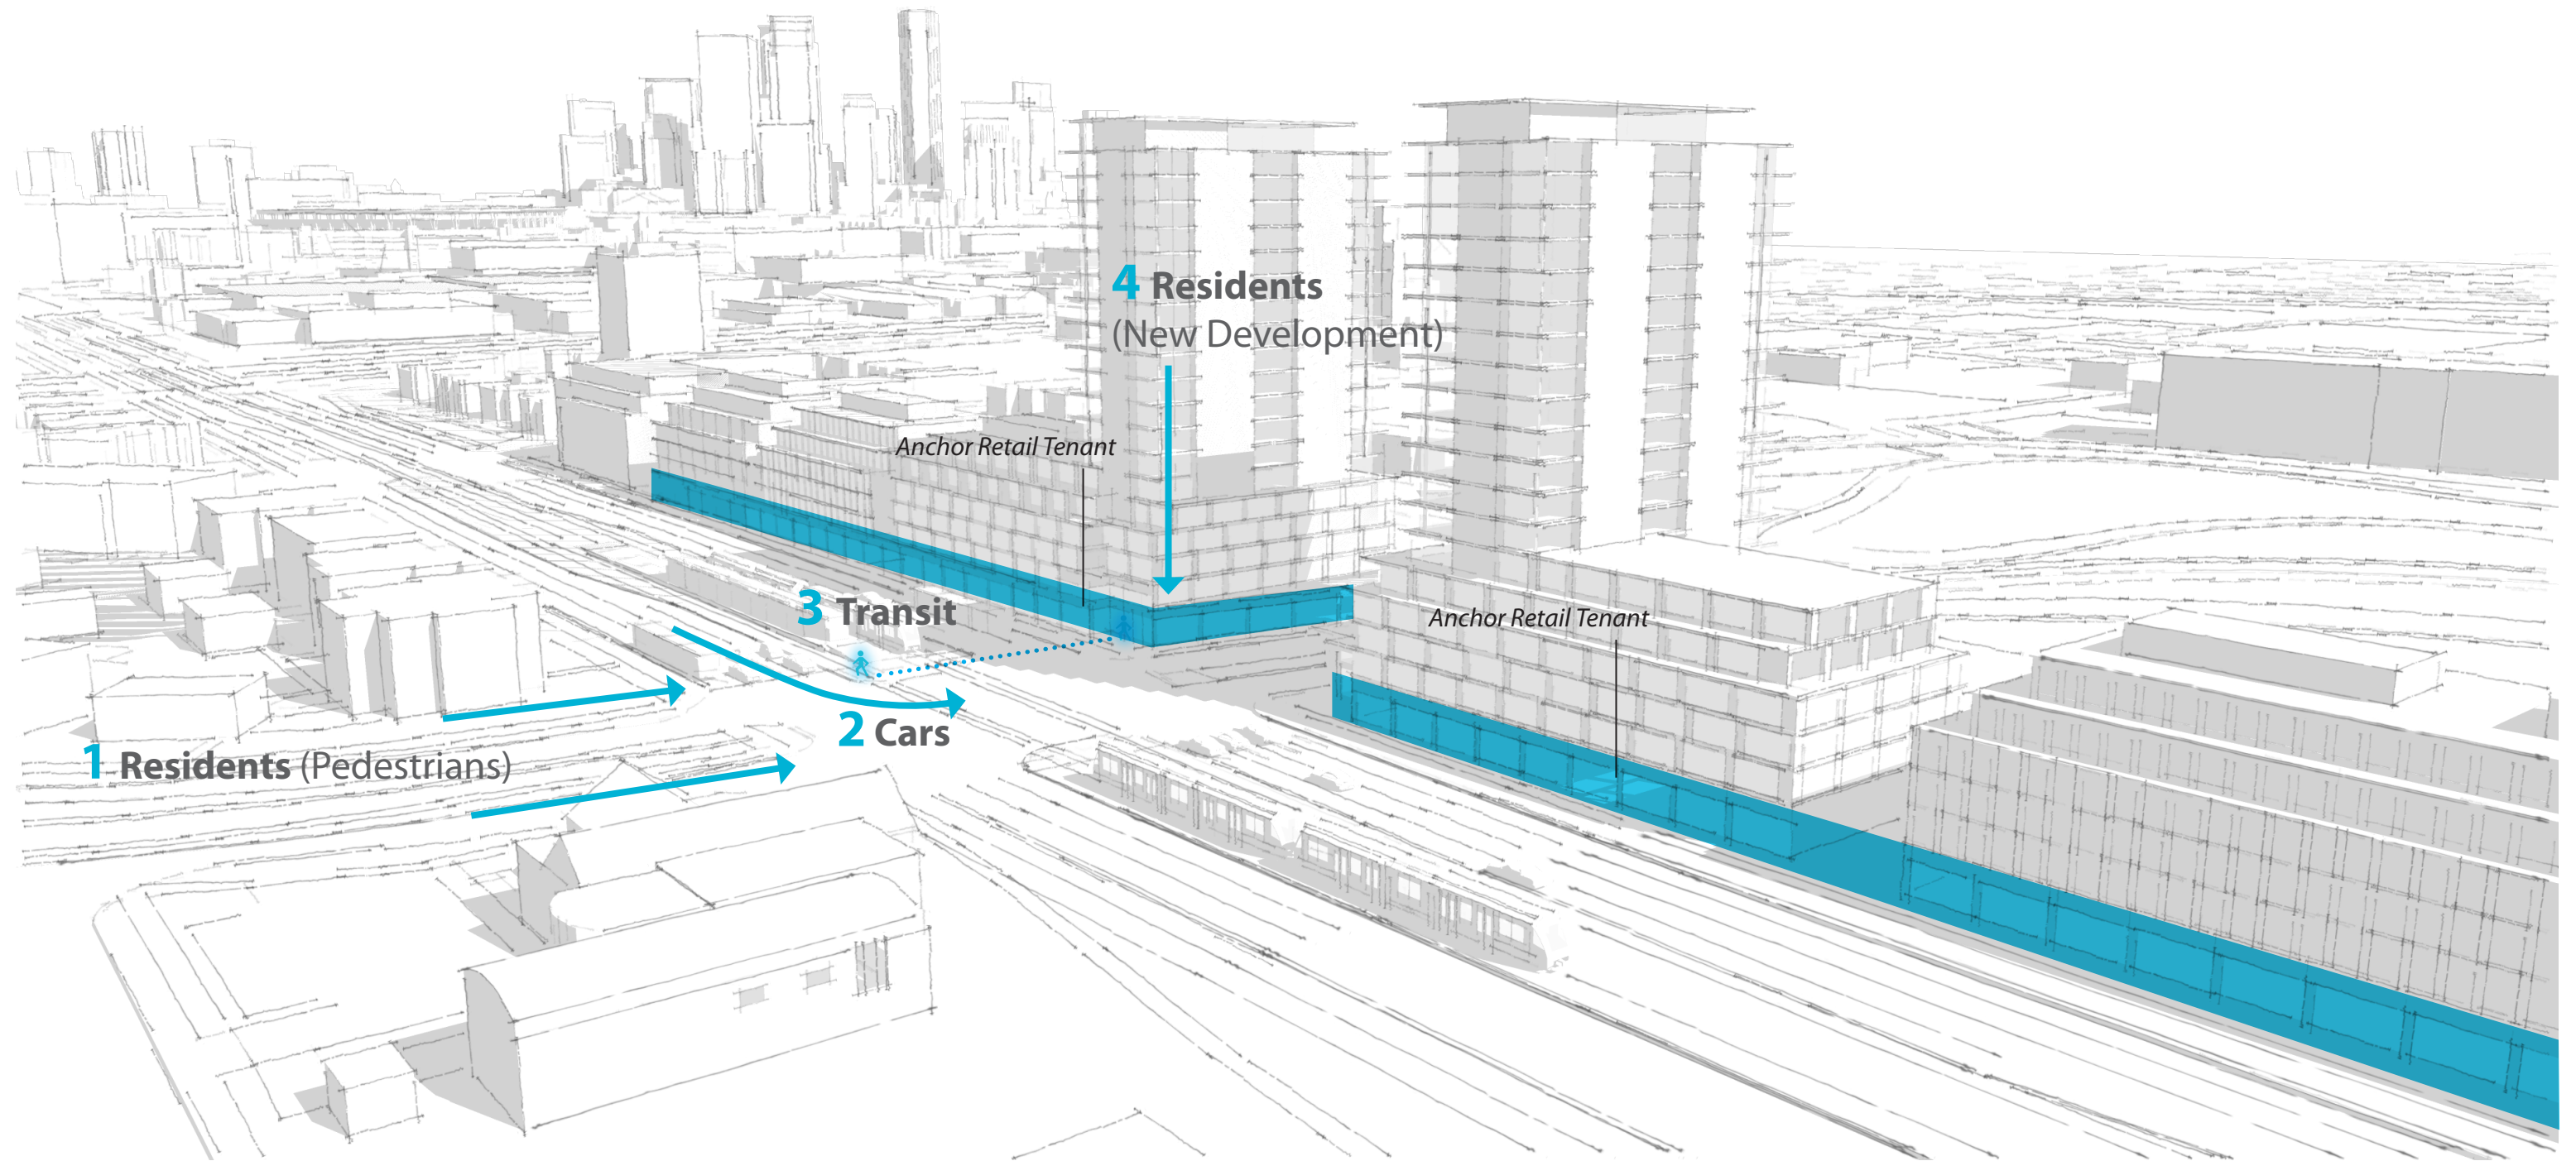 4 Residents
(New Development)
Anchor Retail Tenant
3 Transit
Anchor Retail Tenant
2 Cars
1 Residents (Pedestrians)